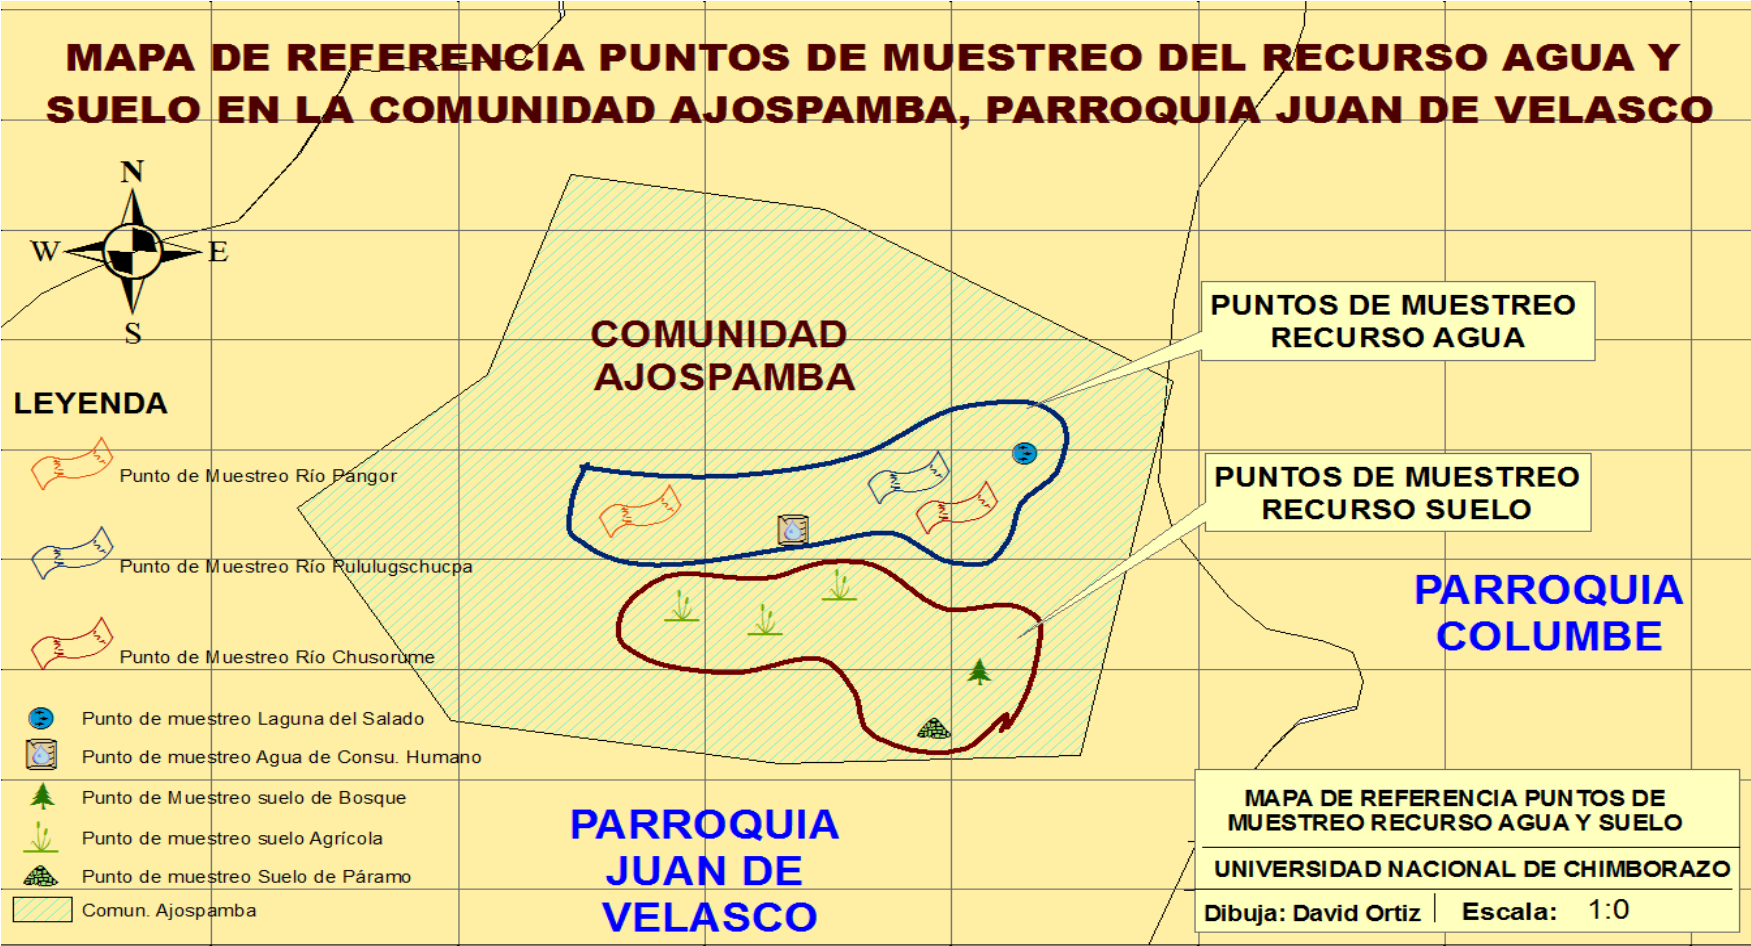 MAPA DE REFERENCIA PUNTOS DE MUESTREO DEL RECURSO AGUA Y
SUELO EN LA COMUNIDAD AJOSPAMBA, PARROQUIA JUAN DE VELASCO
N
W
E
S
COMUNIDAD
AJOSPAMBA
PUNTOS DE MUESTREO
RECURSO AGUA
PUNTOS DE MUESTREO
RECURSO SUELO
PARROQUIA
COLUMBE
LEYENDA
Punto de Muestreo Río Pangor
Punto de Muestreo Río Pululugschucpa
Punto de Muestreo Río Chusorume
Punto de muestreo Laguna del Salado
Punto de muestreo Agua de Consu. Humano
Punto de Muestreo suelo de Bosque
Punto de muestreo suelo Agrícola
Punto de muestreo Suelo de Páramo
Comun. Ajospamba
PARROQUIA
JUAN DE
VELASCO
MAPA DE REFERENCIA PUNTOS DE
MUESTREO RECURSO AGUA Y SUELO
UNIVERSIDAD NACIONAL DE CHIMBORAZO
Dibuja: David Ortiz
Escala: 1:0